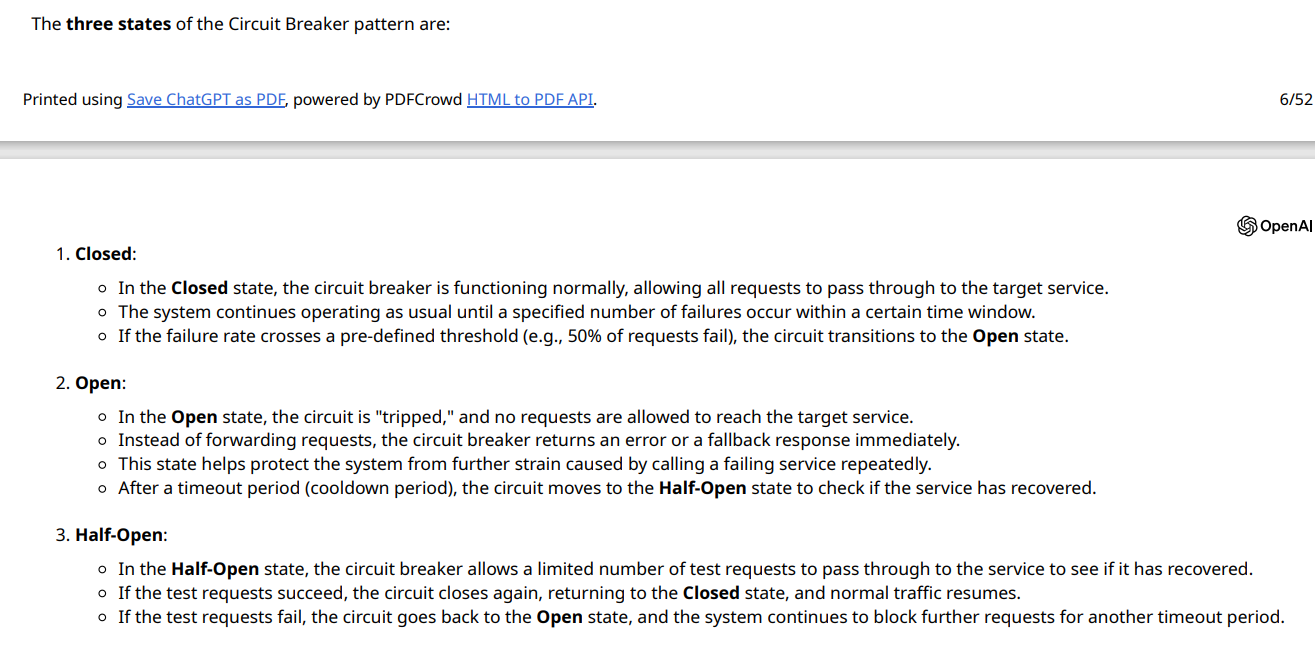 The three states of the Circuit Breaker pattern are:
Printed using Save ChatGPT as PDF, powered by PDFCrowd HTML to PDF API.
6/52
OpenAI
1. Closed:
In the Closed state, the circuit breaker is functioning normally, allowing all requests to pass through to the target service.
The system continues operating as usual until a specified number of failures occur within a certain time window.
If the failure rate crosses a pre-defined threshold (e.g., 50% of requests fail), the circuit transitions to the Open state.
2. Open:
In the Open state, the circuit is "tripped," and no requests are allowed to reach the target service.
Instead of forwarding requests, the circuit breaker returns an error or a fallback response immediately.
This state helps protect the system from further strain caused by calling a failing service repeatedly.
After a timeout period (cooldown period), the circuit moves to the Half-Open state to check if the service has recovered.
3. Half-Open:
In the Half-Open state, the circuit breaker allows a limited number of test requests to pass through to the service to see if it has recovered.
If the test requests succeed, the circuit closes again, returning to the Closed state, and normal traffic resumes.
If the test requests fail, the circuit goes back to the Open state, and the system continues to block further requests for another timeout period.